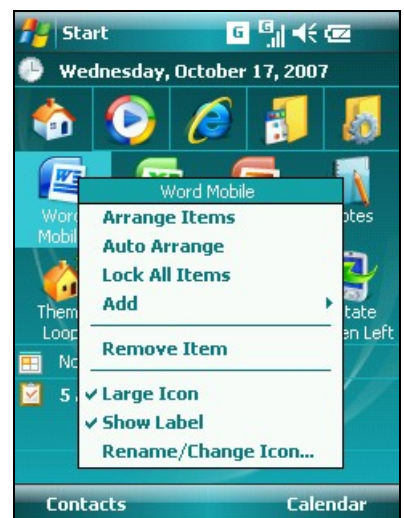 Start G G
Wednesday, October 17, 2007
Word Mobile
Arrange Items
Auto Arrange
Lock All Items
Add
Remove Item
Large Icon
Show Label
Rename/Change Icon...
5
Contacts Calendar